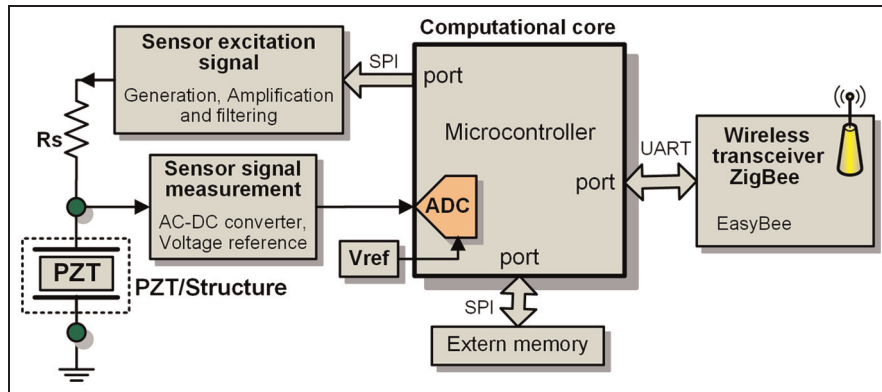 Computational core
Sensor excitation
signal
Generation, Amplification
and filtering
SPI
port
Microcontroller
Rs
Sensor signal
measurement
AC-DC converter,
Voltage reference
ADC
Vref
port
UART
port
Wireless
transceiver
ZigBee
EasyBee
PZT
PZT/Structure
SPI
Extern memory